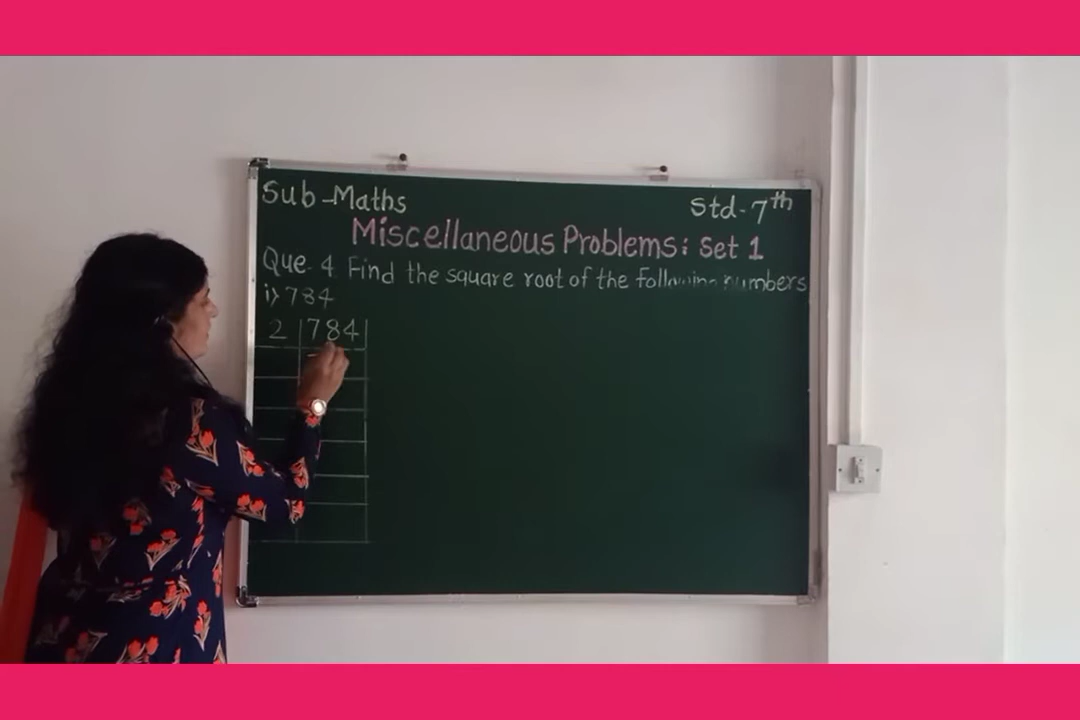 Sub-Maths Std-7th
Miscellaneous Problems: Set 1
Que. 4. Find the square root of the following numbers
i) 784
2 784